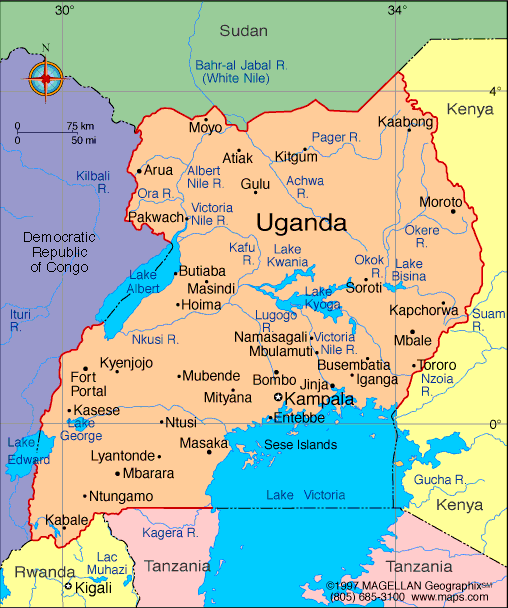 30°
34°
Sudan
N
Bahr-al Jabal R.
(White Nile)
4°
0
75 km
0
50 mi
Kenya
Moyo
Kaabong
Pager R.
Atiak
Kitgum
Kilbali
R.
Arua
Albert
Nile R.
Achwa
R.
Ora R.
Gulu
Moroto
Pakwach
Victoria
Nile R.
Uganda
Okere
R.
Democratic
Republic
of Congo
Kafu
R.
Lake
Kwania
Okok
R.
Lake
Bisina
Lake
Albert
Butiaba
Masindi
Soroti
Hoima
Lake
Kyoga
Kapchorwa
Ituri
R.
Lugogo
R.
Suam
R.
Nkusi R.
Namasagali
Victoria
Nile R.
Mbulamuti
Mbale
Kyenjojo
Busembatia
Tororo
Fort
Portal
Mubende
Bombo
Jinja
Iganga
Nzoia
R.
Mityana
Kampala
Kasese
Entebbe
Lake
George
Ntusi
0°
Lake
Edward
Masaka
Sese Islands
Lyantonde
Mbarara
Gucha R.
Ntungamo
Lake Victoria
Kenya
Kabale
Kagera R.
Lac
Muhazi
Tanzania
Tanzania
Rwanda
Kigali
©1997 MAGELLAN Geographix℠
(805) 685-3100 www.maps.com